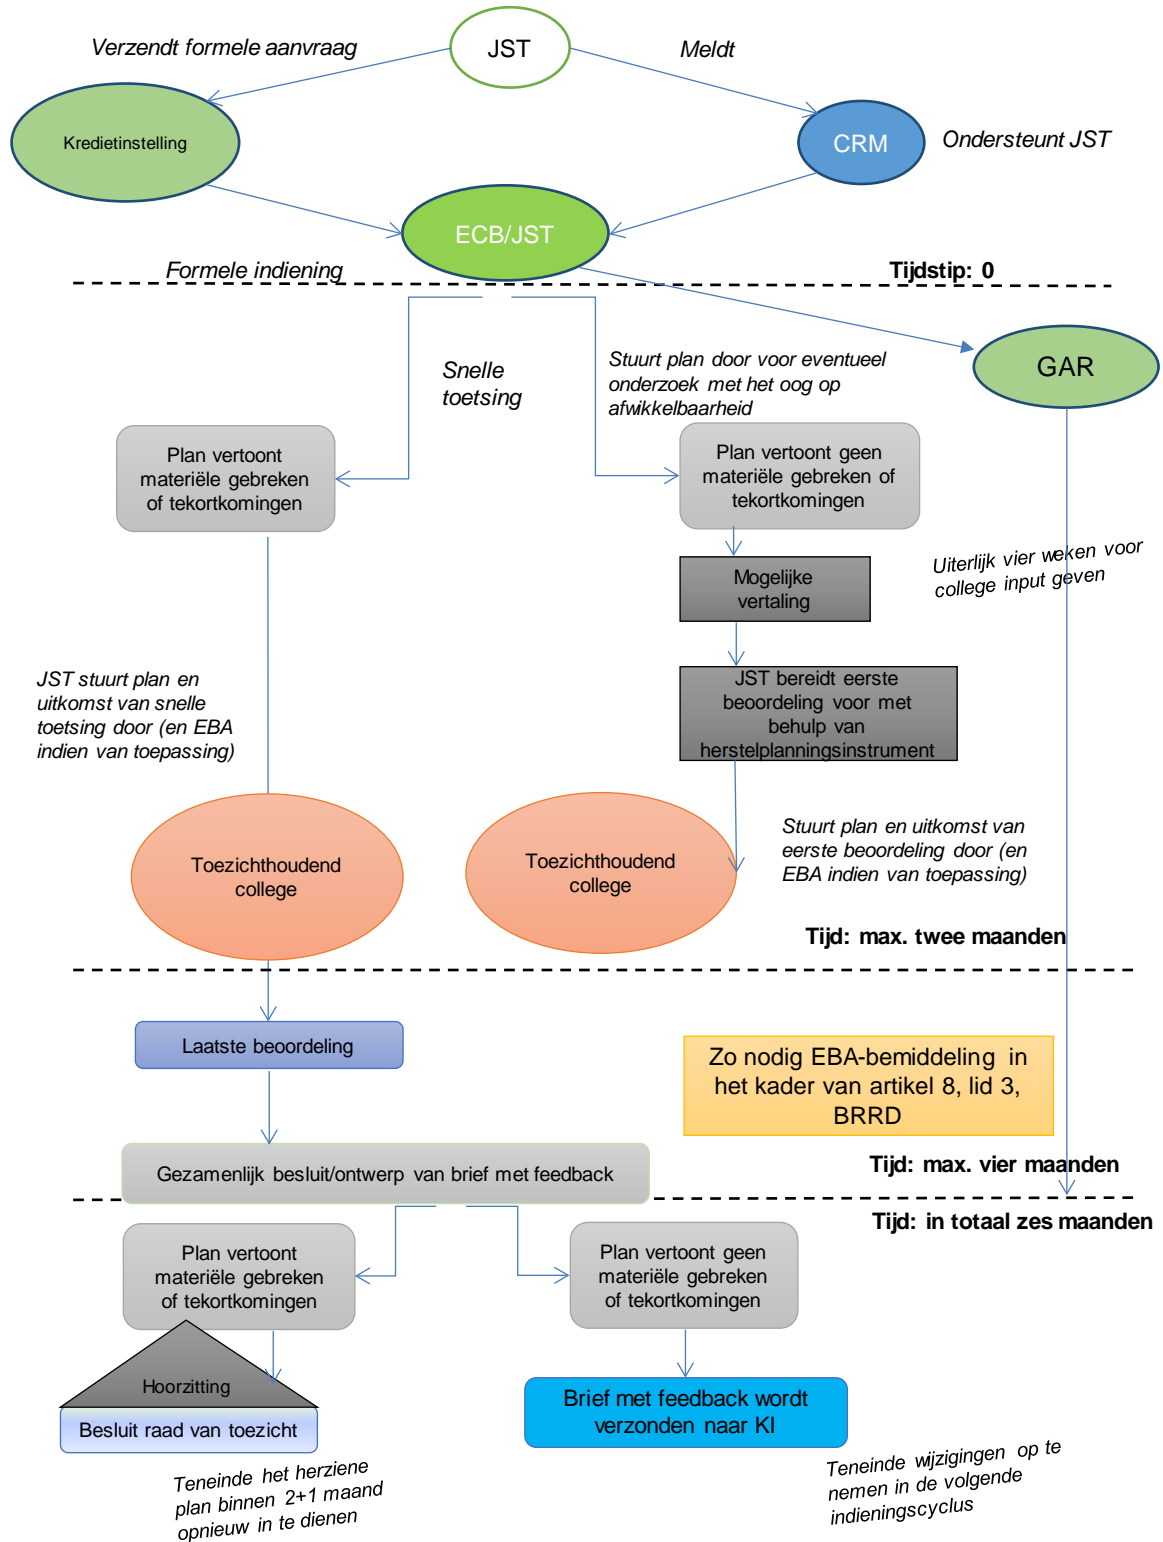 Verzendt formele aanvraag
JST
Meldt
Kredietinstelling
CRM
Ondersteunt JST
ECB/JST
Formele indiening
Tijdstip: 0
Snelle
toetsing
Stuurt plan door voor eventueel
onderzoek met het oog op
afwikkelbaarheid
GAR
Plan vertoont
materiële gebreken
of tekortkomingen
Plan vertoont geen
materiële gebreken of
tekortkomingen
Uiterlijk vier weken voor
college input geven
Mogelijke
vertaling
JST stuurt plan en
uitkomst van snelle
toetsing door (en EBA
indien van toepassing)
JST bereidt eerste
beoordeling voor met
behulp van
herstelplanningsinstrument
Toezichthoudend
college
Toezichthoudend
college
Stuurt plan en uitkomst van
eerste beoordeling door (en
EBA indien van toepassing)
Tijd: max. twee maanden
Laatste beoordeling
Zo nodig EBA-bemiddeling in
het kader van artikel 8, lid 3,
BRRD
Gezamenlijk besluit/ontwerp van brief met feedback
Tijd: max. vier maanden
Tijd: in totaal zes maanden
Plan vertoont
materiële gebreken
of tekortkomingen
Plan vertoont geen
materiële gebreken
of tekortkomingen
Hoorzitting
Besluit raad van toezicht
Brief met feedback wordt
verzonden naar KI
Teneinde het herziene
plan binnen 2+1 maand
opnieuw in te dienen
Teneinde wijzigingen op te
nemen in de volgende
indieningscyclus